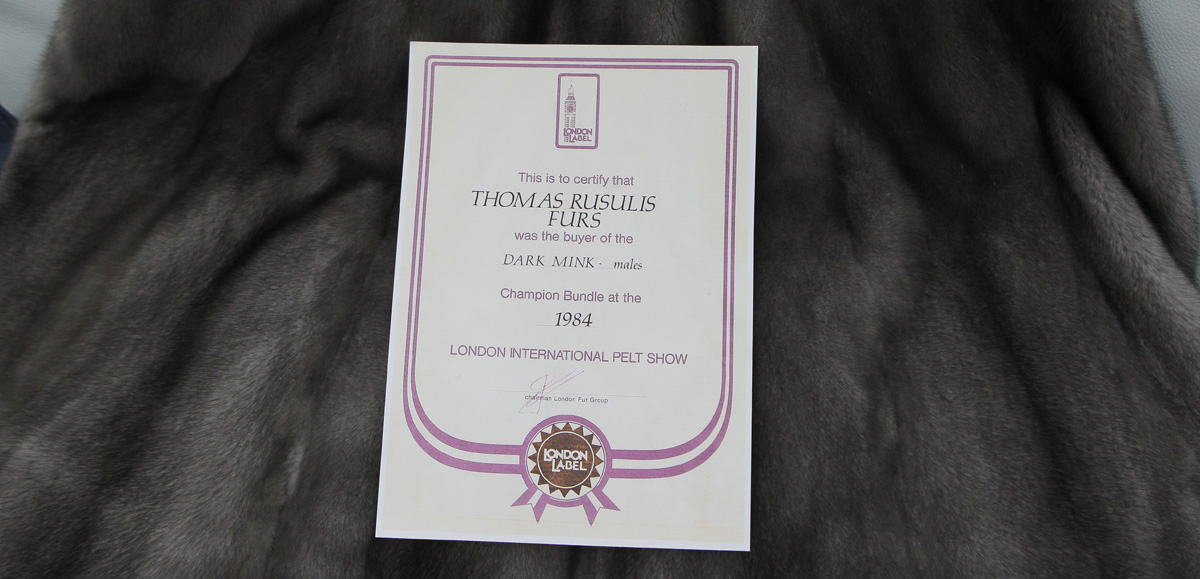 LONDON
LABEL
This is to certify that
THOMAS RUSULIS
FURS
was the buyer of the
DARK MINK - males
Champion Bundle at the
1984
LONDON INTERNATIONAL PELT SHOW
chairman London Fur Group
LONDON
LABEL